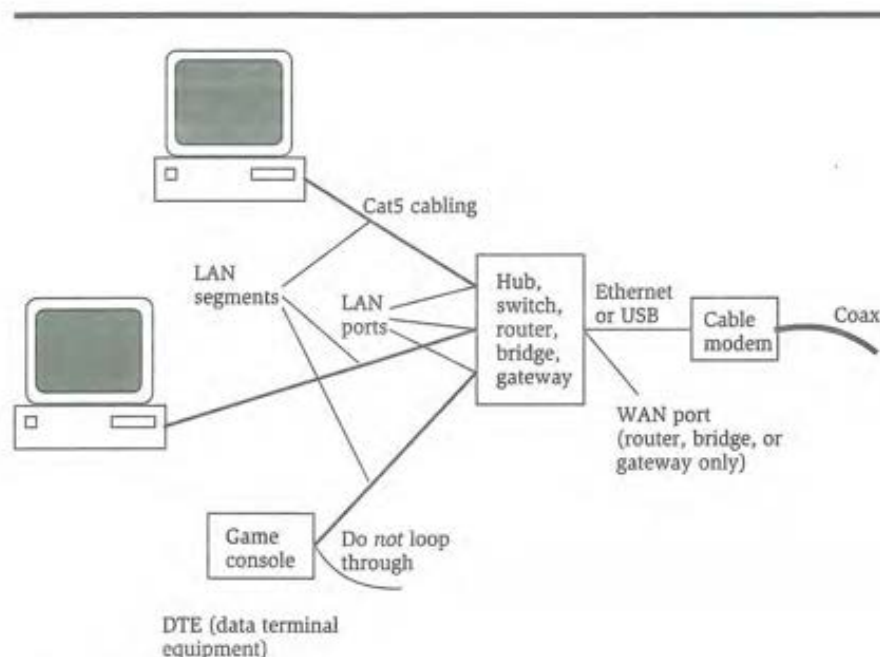 Cat5 cabling
LAN
segments
LAN
ports
Hub,
switch,
router,
bridge,
gateway
Ethernet
or USB
Cable
modem
Coax
WAN port
(router, bridge, or
gateway only)
Game
console
Do not loop
through
DTE (data terminal
equipment)